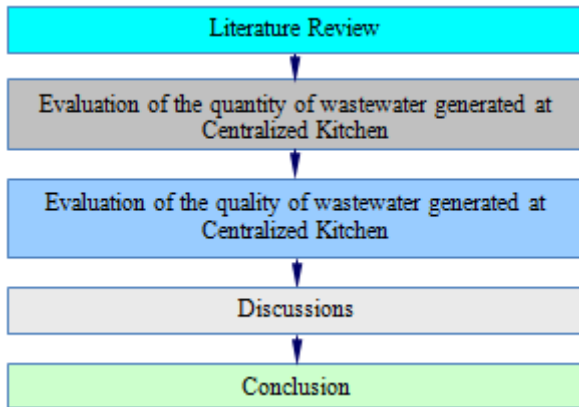 Literature Review
Evaluation of the quantity of wastewater generated at
Centralized Kitchen
Evaluation of the quality of wastewater generated at
Centralized Kitchen
Discussions
Conclusion